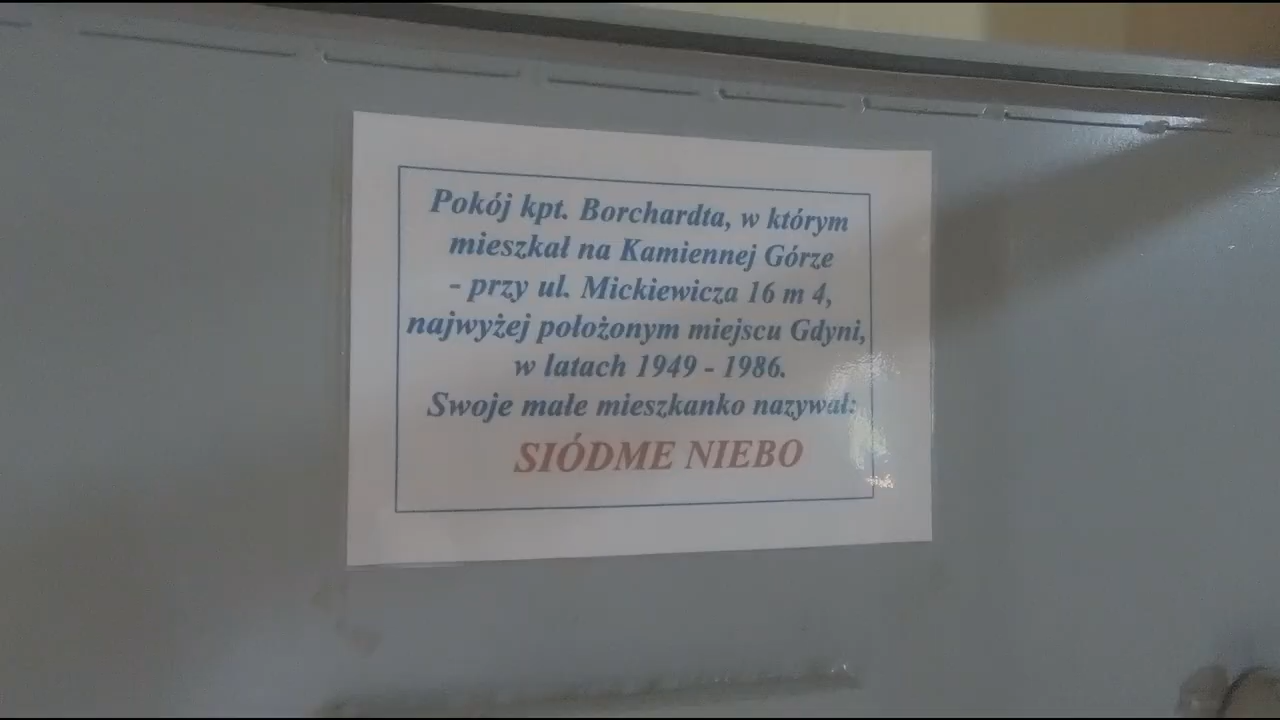 Pokój kpt. Borchardta, w którym
mieszkał na Kamiennej Górze
- przy ul. Mickiewicza 16 m 4,
najwyżej położonym miejscu Gdyni,
w latach 1949 - 1986.
Swoje małe mieszkanko nazywał:
SIÓDME NIEBO